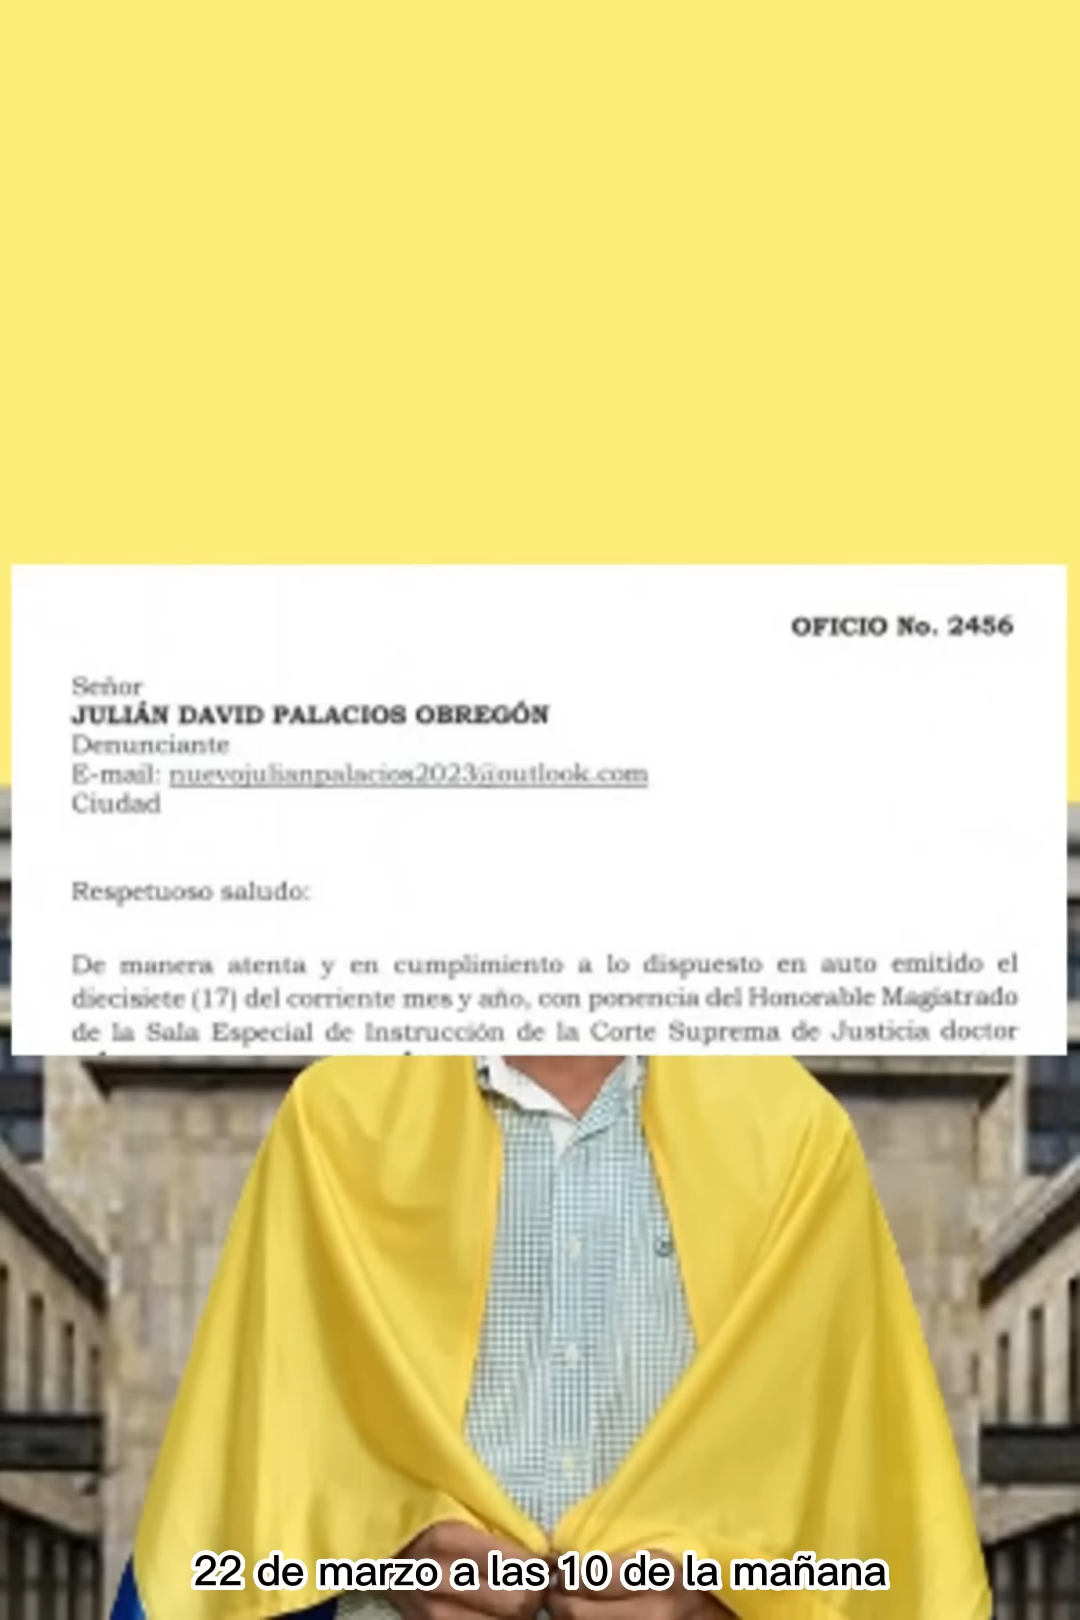 OFICIO No. 2456
Señor
JULIÁN DAVID PALACIOS OBREGÓN
Denunciante
E-mail: nuevojulianpalacios2023@outlook.com
Ciudad
Respetuoso saludo:
De manera atenta y en cumplimiento a lo dispuesto en auto emitido el
diecisiete (17) del corriente mes y año, con ponencia del Honorable Magistrado
de la Sala Especial de Instrucción de la Corte Suprema de Justicia doctor
22 de marzo a las 10 de la mañana